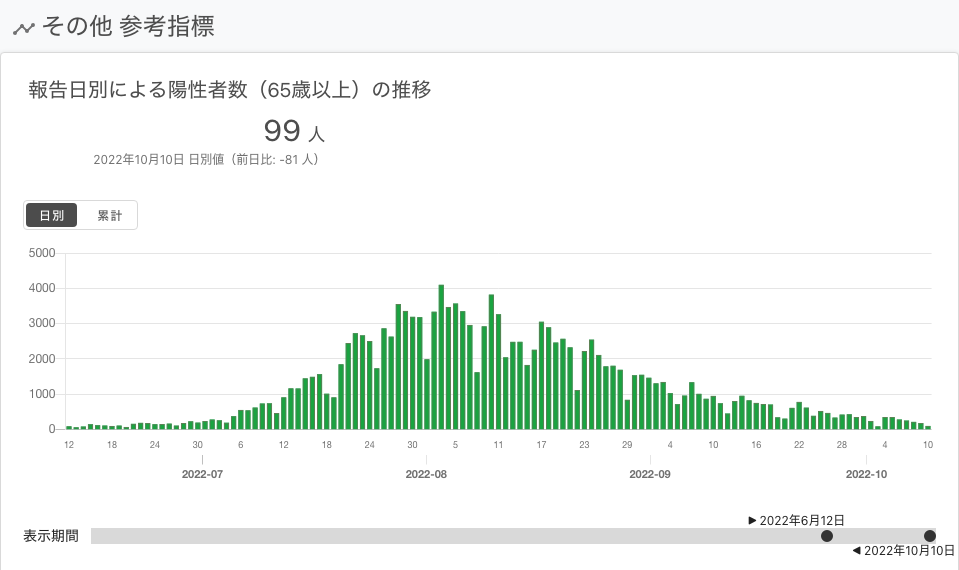 その他 参考指標
報告日別による陽性者数（65歳以上）の推移
99 人
2022年10月10日 日別値（前日比: -81 人）
日別 累計
5000
4000
3000
2000
1000
0
12 18 24 30 6 12 18 24 30 5 11 17 23 29 4 10 16 22 28 4 10
2022-07 2022-08 2022-09 2022-10
▶ 2022年6月12日
表示期間
◀ 2022年10月10日